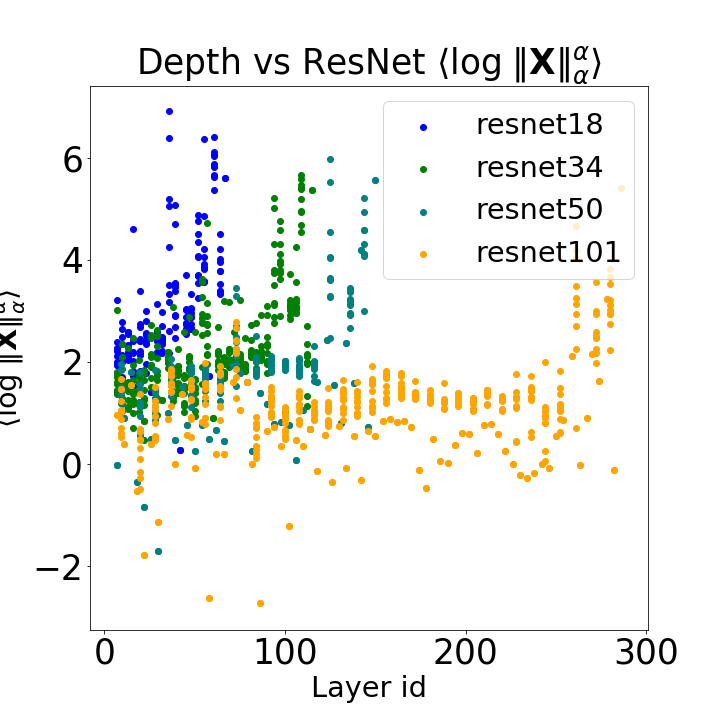 Depth vs ResNet ⟨log ‖X‖_α^α⟩
resnet18
resnet34
resnet50
resnet101
6
4
2
0
−2
⟨log ‖X‖_α^α⟩
0 100 200 300
Layer id